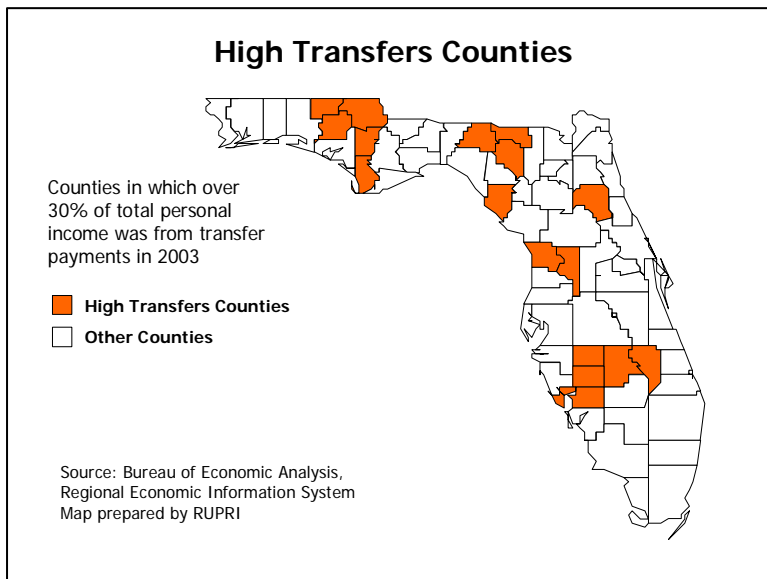 High Transfers Counties
Counties in which over
30% of total personal
income was from transfer
payments in 2003
High Transfers Counties
Other Counties
Source: Bureau of Economic Analysis,
Regional Economic Information System
Map prepared by RUPRI